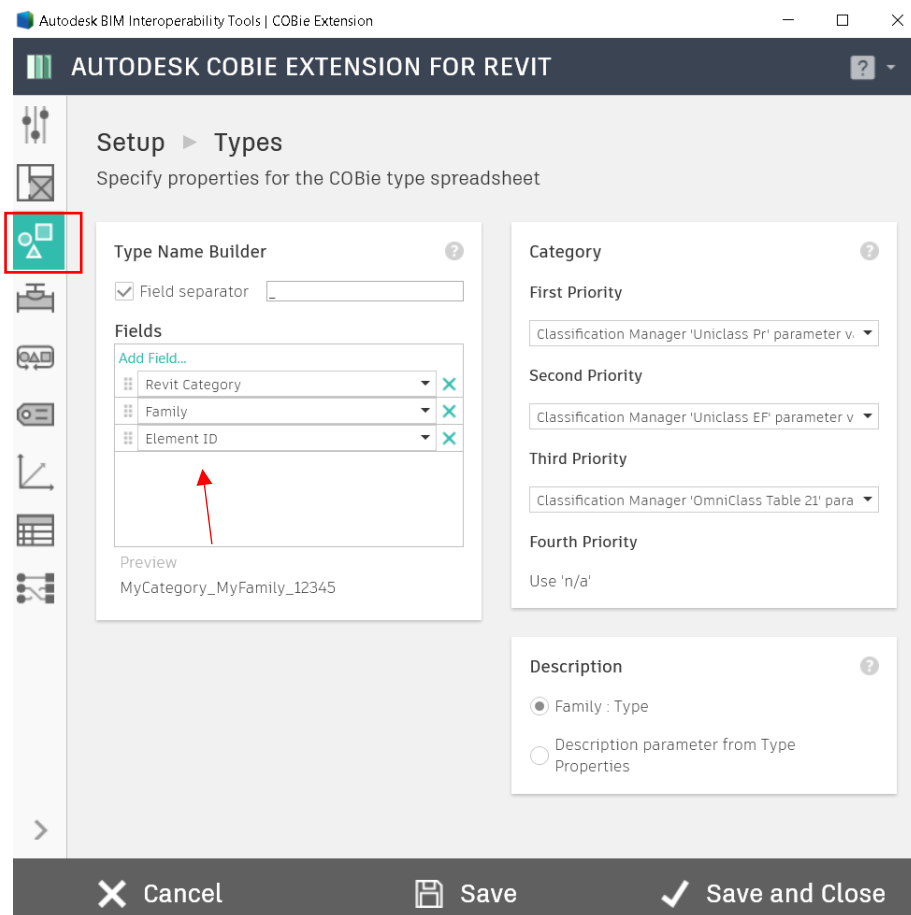 Autodesk BIM Interoperability Tools | COBie Extension
AUTODESK COBIE EXTENSION FOR REVIT
?
Setup ▶ Types
Specify properties for the COBie type spreadsheet
Type Name Builder
?
Field separator
_
Fields
Add Field...
Revit Category
Family
Element ID
Preview
MyCategory_MyFamily_12345
Category
?
First Priority
Classification Manager 'Uniclass Pr' parameter v
Second Priority
Classification Manager 'Uniclass EF' parameter v
Third Priority
Classification Manager 'OmniClass Table 21' para
Fourth Priority
Use 'n/a'
Description
?
Family : Type
Description parameter from Type
Properties
Cancel
Save
Save and Close